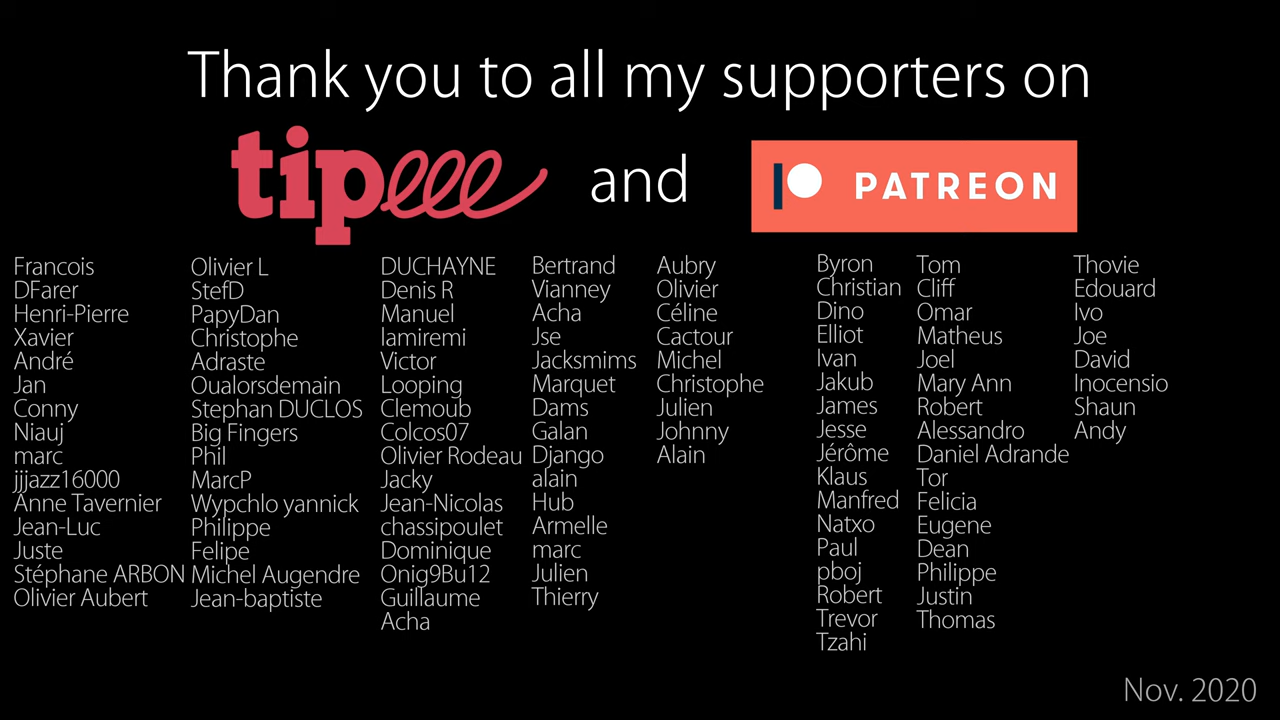 Thank you to all my supporters on
tipeee and PATREON
Francois
DFarer
Henri-Pierre
Xavier
André
Jan
Conny
Niauj
marc
jjjazz16000
Anne Tavernier
Jean-Luc
Juste
Stéphane ARBON
Olivier Aubert
Olivier L
StefD
PapyDan
Christophe
Adraste
Oualorsdemain
Stephan DUCLOS
Big Fingers
Phil
MarcP
Wypchlo yannick
Philippe
Felipe
Michel Augendre
Jean-baptiste
DUCHAYNE
Denis R
Manuel
lamiremi
Victor
Looping
Clemoub
Colcos07
Olivier Rodeau
Jacky
Jean-Nicolas
chassipoulet
Dominique
Onig9Bu12
Guillaume
Acha
Bertrand
Vianney
Acha
Jse
Jacksmims
Marquet
Dams
Galan
Django
alain
Hub
Armelle
marc
Julien
Thierry
Aubry
Olivier
Céline
Cactour
Michel
Christophe
Julien
Johnny
Alain
Byron
Christian
Dino
Elliot
Ivan
Jakub
James
Jesse
Jérôme
Klaus
Manfred
Natxo
Paul
pboj
Robert
Trevor
Tzahi
Tom
Cliff
Omar
Matheus
Joel
Mary Ann
Robert
Alessandro
Daniel Adrande
Tor
Felicia
Eugene
Dean
Philippe
Justin
Thomas
Thovie
Edouard
Ivo
Joe
David
Inocensio
Shaun
Andy
Nov. 2020